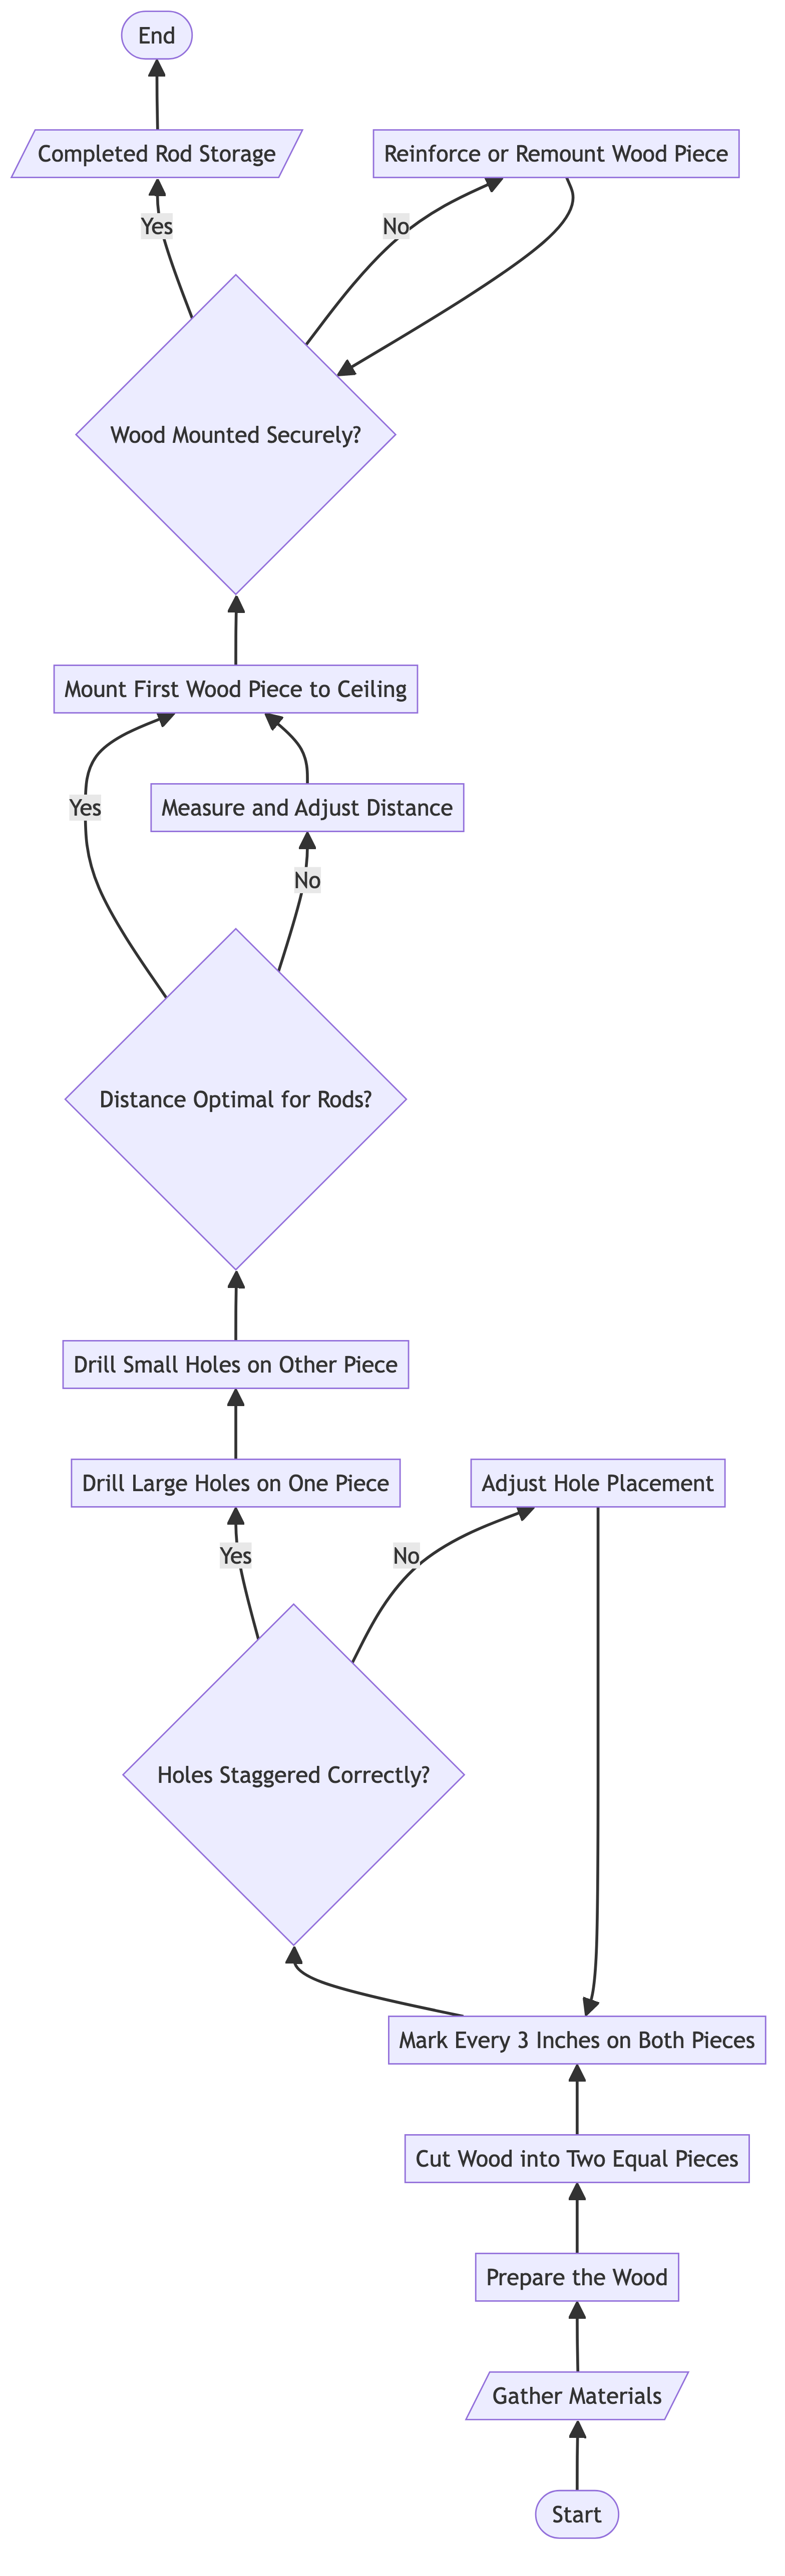 End
Completed Rod Storage
Reinforce or Remount Wood Piece
Yes
No
Wood Mounted Securely?
Mount First Wood Piece to Ceiling
Yes
Measure and Adjust Distance
No
Distance Optimal for Rods?
Drill Small Holes on Other Piece
Drill Large Holes on One Piece
Adjust Hole Placement
Yes
No
Holes Staggered Correctly?
Mark Every 3 Inches on Both Pieces
Cut Wood into Two Equal Pieces
Prepare the Wood
Gather Materials
Start